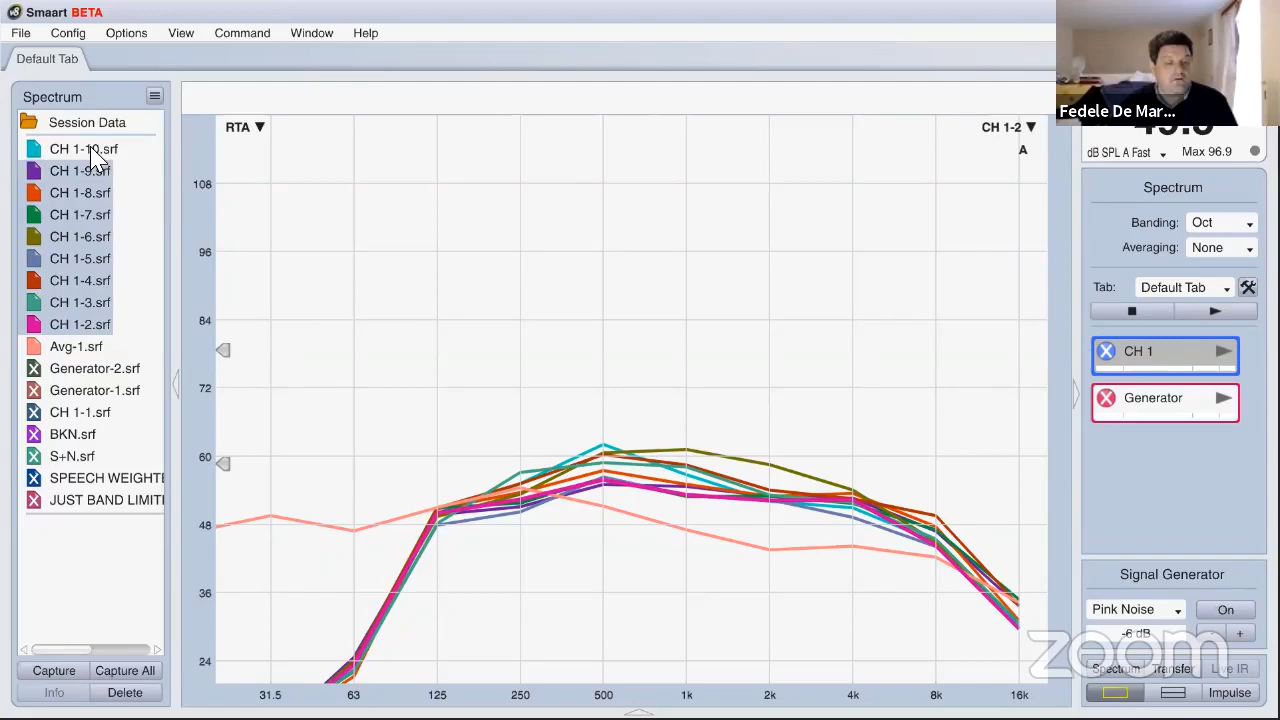 Smaart BETA
File Config Options View Command Window Help
Default Tab
Spectrum
Session Data
CH 1-10.srf
CH 1-9.srf
CH 1-8.srf
CH 1-7.srf
CH 1-6.srf
CH 1-5.srf
CH 1-4.srf
CH 1-3.srf
CH 1-2.srf
Avg-1.srf
Generator-2.srf
Generator-1.srf
CH 1-1.srf
BKN.srf
S+N.srf
SPEECH WEIGHTE
JUST BAND LIMIT
Capture Capture All
Info Delete
RTA ▼ CH 1-2 ▼
A
108
96
84
72
60
48
36
24
31.5 63 125 250 500 1k 2k 4k 8k 16k
Fedele De Mar...
dB SPL A Fast Max 96.9
Spectrum
Banding: Oct
Averaging: None
Tab: Default Tab
CH 1
Generator
Signal Generator
Pink Noise On
-6 dB +
zoom
Spectrum Transfer Live IR
Impulse